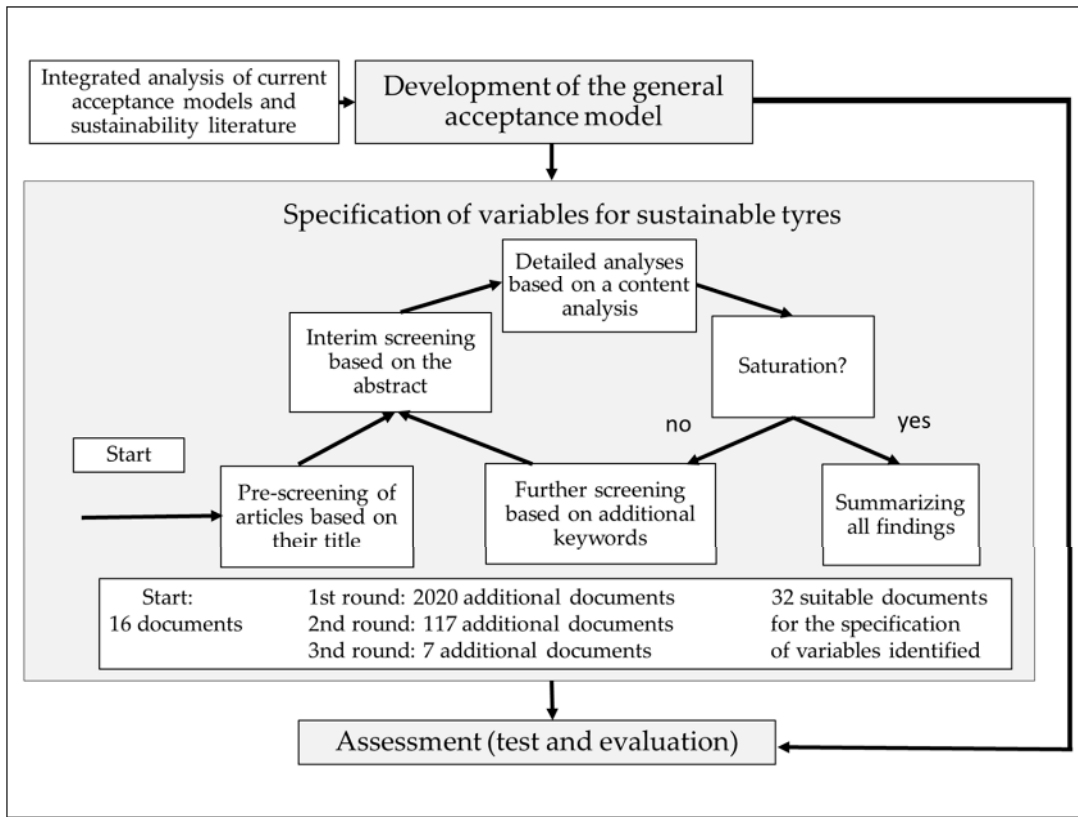 Integrated analysis of current
acceptance models and
sustainability literature
Development of the general
acceptance model
Specification of variables for sustainable tyres
Detailed analyses
based on a content
analysis
Interim screening
based on the
abstract
Saturation?
no
yes
Start
Pre-screening of
articles based on
their title
Further screening
based on additional
keywords
Summarizing
all findings
Start:
16 documents
1st round: 2020 additional documents
2nd round: 117 additional documents
3nd round: 7 additional documents
32 suitable documents
for the specification
of variables identified
Assessment (test and evaluation)